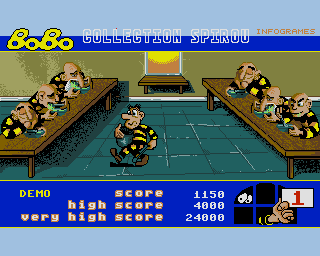 BOBO COLLECTION SPIROU INFOGRAMES
DEMO score 1150
high score 4000
very high score 24000
1